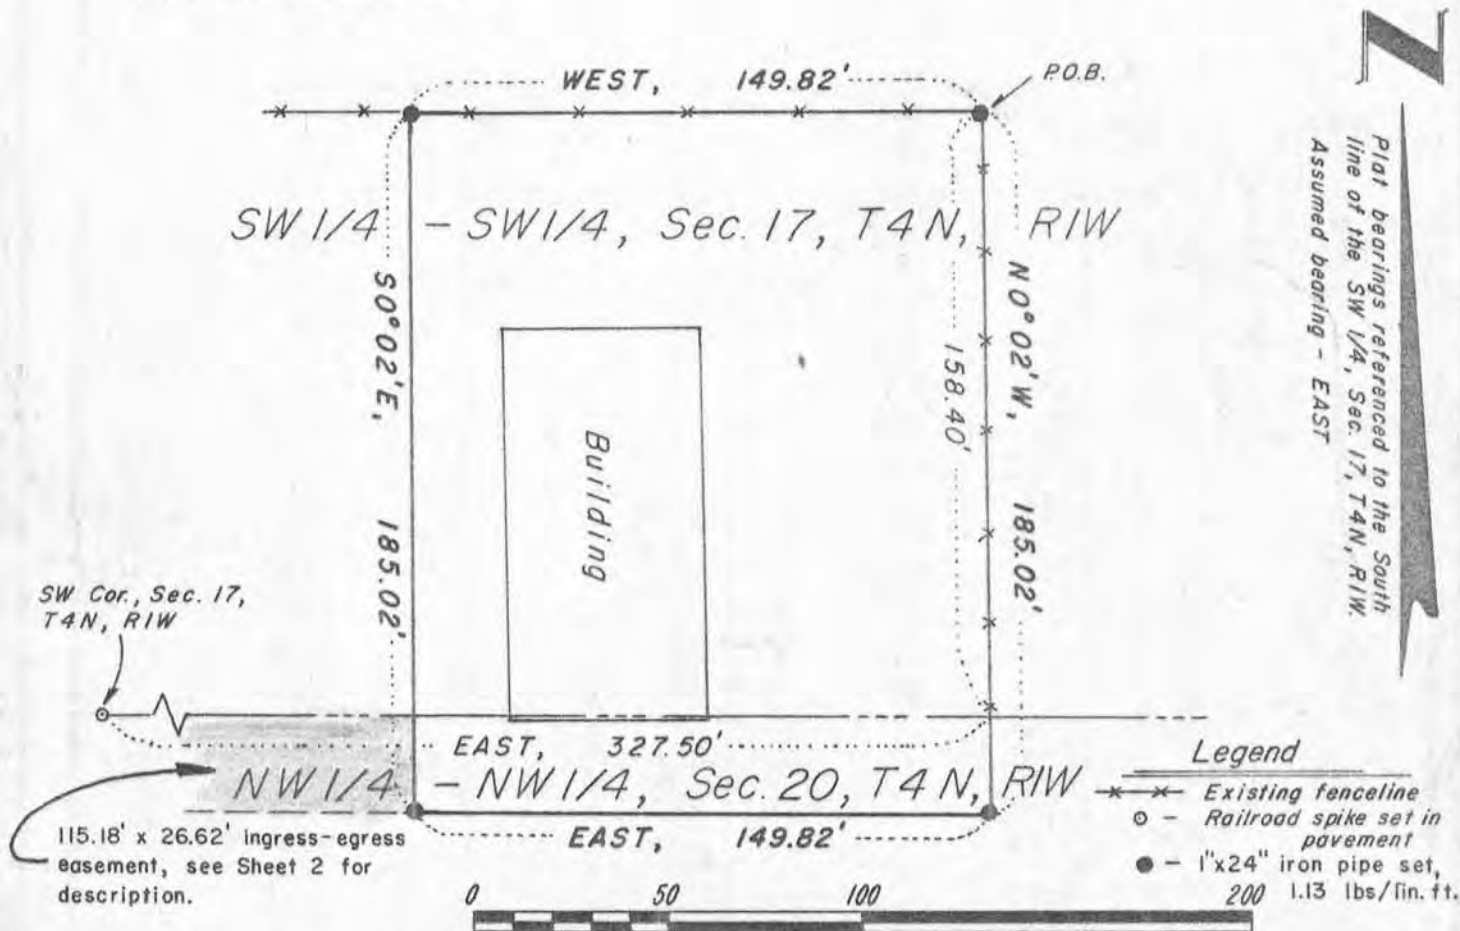 N
WEST, 149.82'
P.O.B.
Plat bearings referenced to the South
line of the SW 1/4, Sec. 17, T4N, R1W.
Assumed bearing - EAST
SW 1/4 - SW 1/4, Sec. 17, T4N, R1W
S0°02'E, 185.02'
158.40'
N0°02'W, 185.02'
Building
SW Cor., Sec. 17,
T4N, R1W
EAST, 327.50'
NW 1/4 - NW 1/4, Sec. 20, T4N, R1W
EAST, 149.82'
115.18' x 26.62' ingress-egress
easement, see Sheet 2 for
description.
Legend
Existing fenceline
- Railroad spike set in
pavement
- 1"x24" iron pipe set,
1.13 lbs/lin. ft.
0 50 100 200